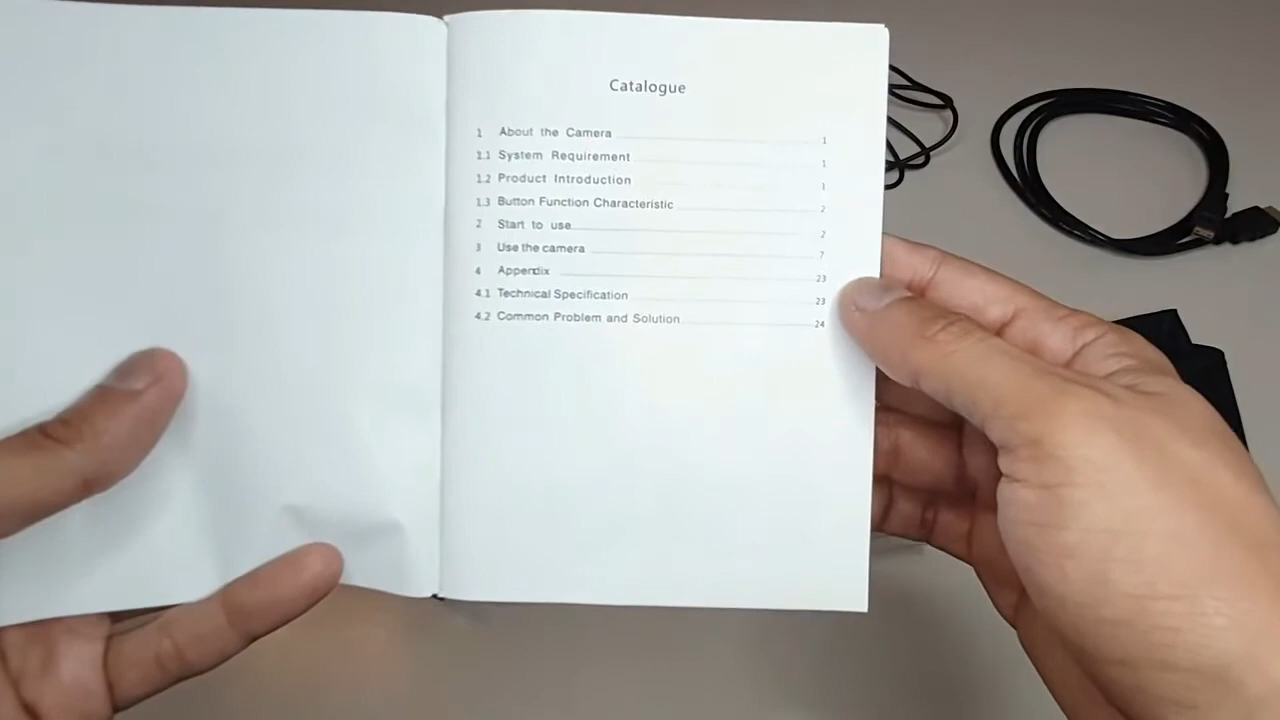 Catalogue
1 About the Camera 1
1.1 System Requirement 1
1.2 Product Introduction 1
1.3 Button Function Characteristic 2
2 Start to use 2
3 Use the camera 7
4 Appendix 23
4.1 Technical Specification 23
4.2 Common Problem and Solution 24